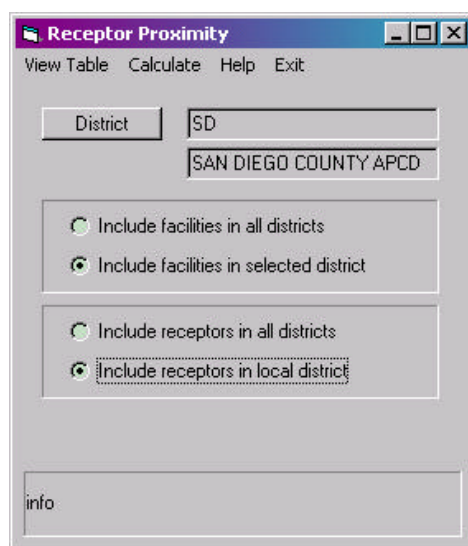 Receptor Proximity
View Table Calculate Help Exit
District SD
SAN DIEGO COUNTY APCD
Include facilities in all districts
Include facilities in selected district
Include receptors in all districts
Include receptors in local district
info